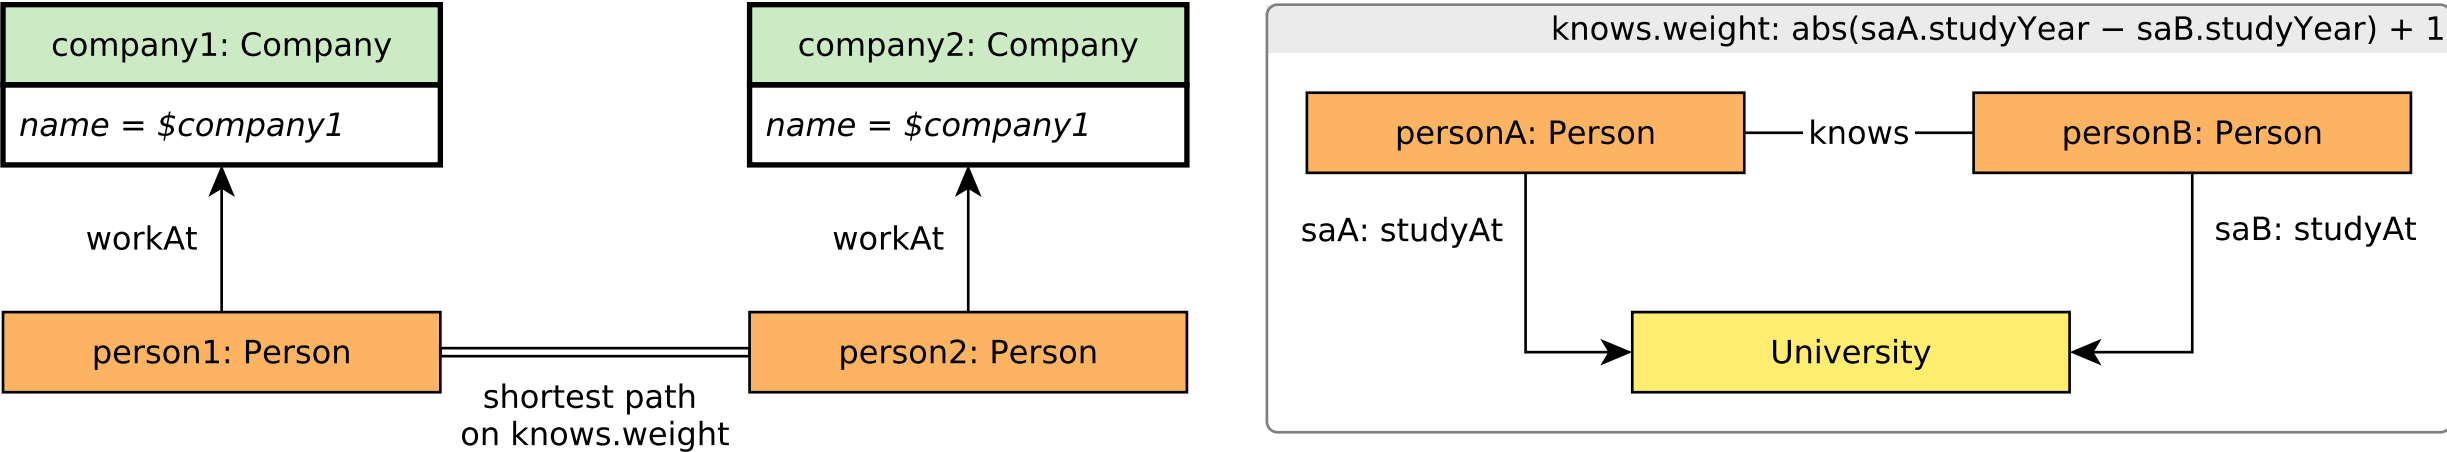 company1: Company
name = $company1
workAt
person1: Person
shortest path
on knows.weight
company2: Company
name = $company1
workAt
person2: Person
knows.weight: abs(saA.studyYear − saB.studyYear) + 1
personA: Person
knows
personB: Person
saA: studyAt
saB: studyAt
University